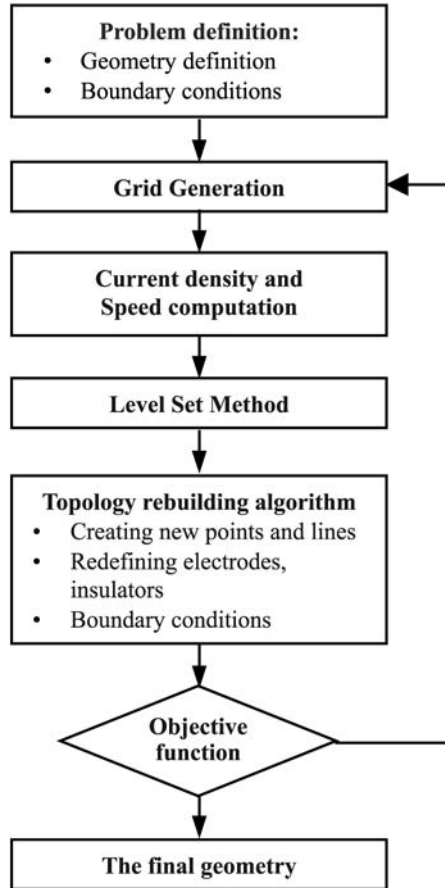 Problem definition:
• Geometry definition
• Boundary conditions
Grid Generation
Current density and
Speed computation
Level Set Method
Topology rebuilding algorithm
• Creating new points and lines
• Redefining electrodes,
insulators
• Boundary conditions
Objective
function
The final geometry